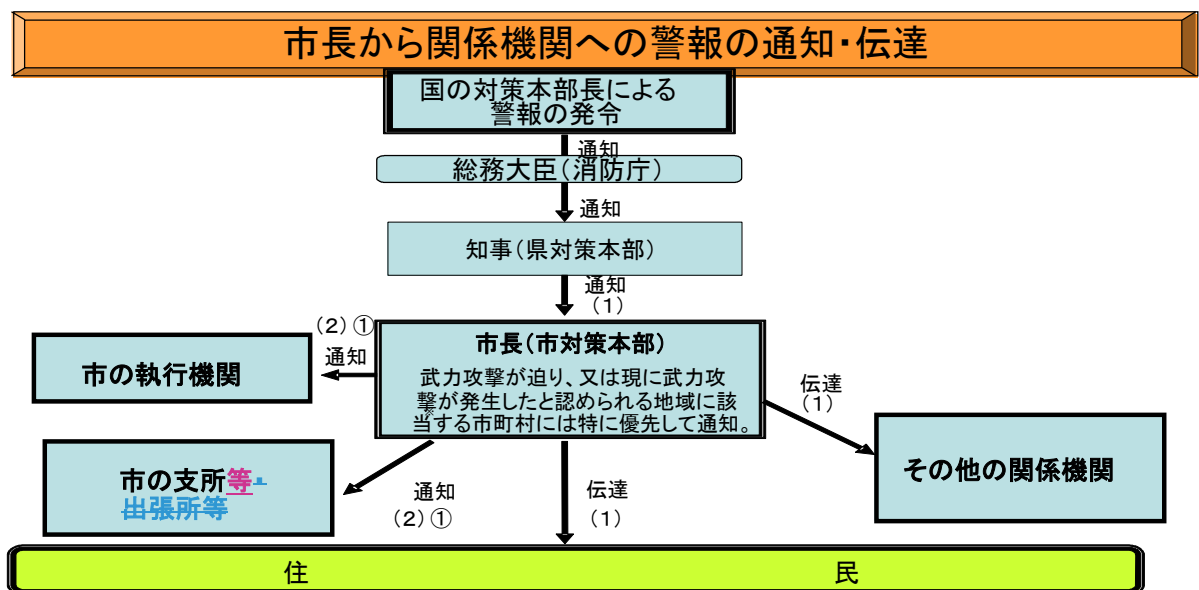 市長から関係機関への警報の通知・伝達
国の対策本部長による
警報の発令
通知
総務大臣(消防庁)
通知
知事(県対策本部)
通知
(1)
(2)①
通知
市の執行機関
市長(市対策本部)
武力攻撃が迫り、又は現に武力攻
撃が発生したと認められる地域に該
※
当する市町村には特に優先して通知。
伝達
(1)
市の支所等・
出張所等
通知
(2)①
伝達
(1)
その他の関係機関
住 民